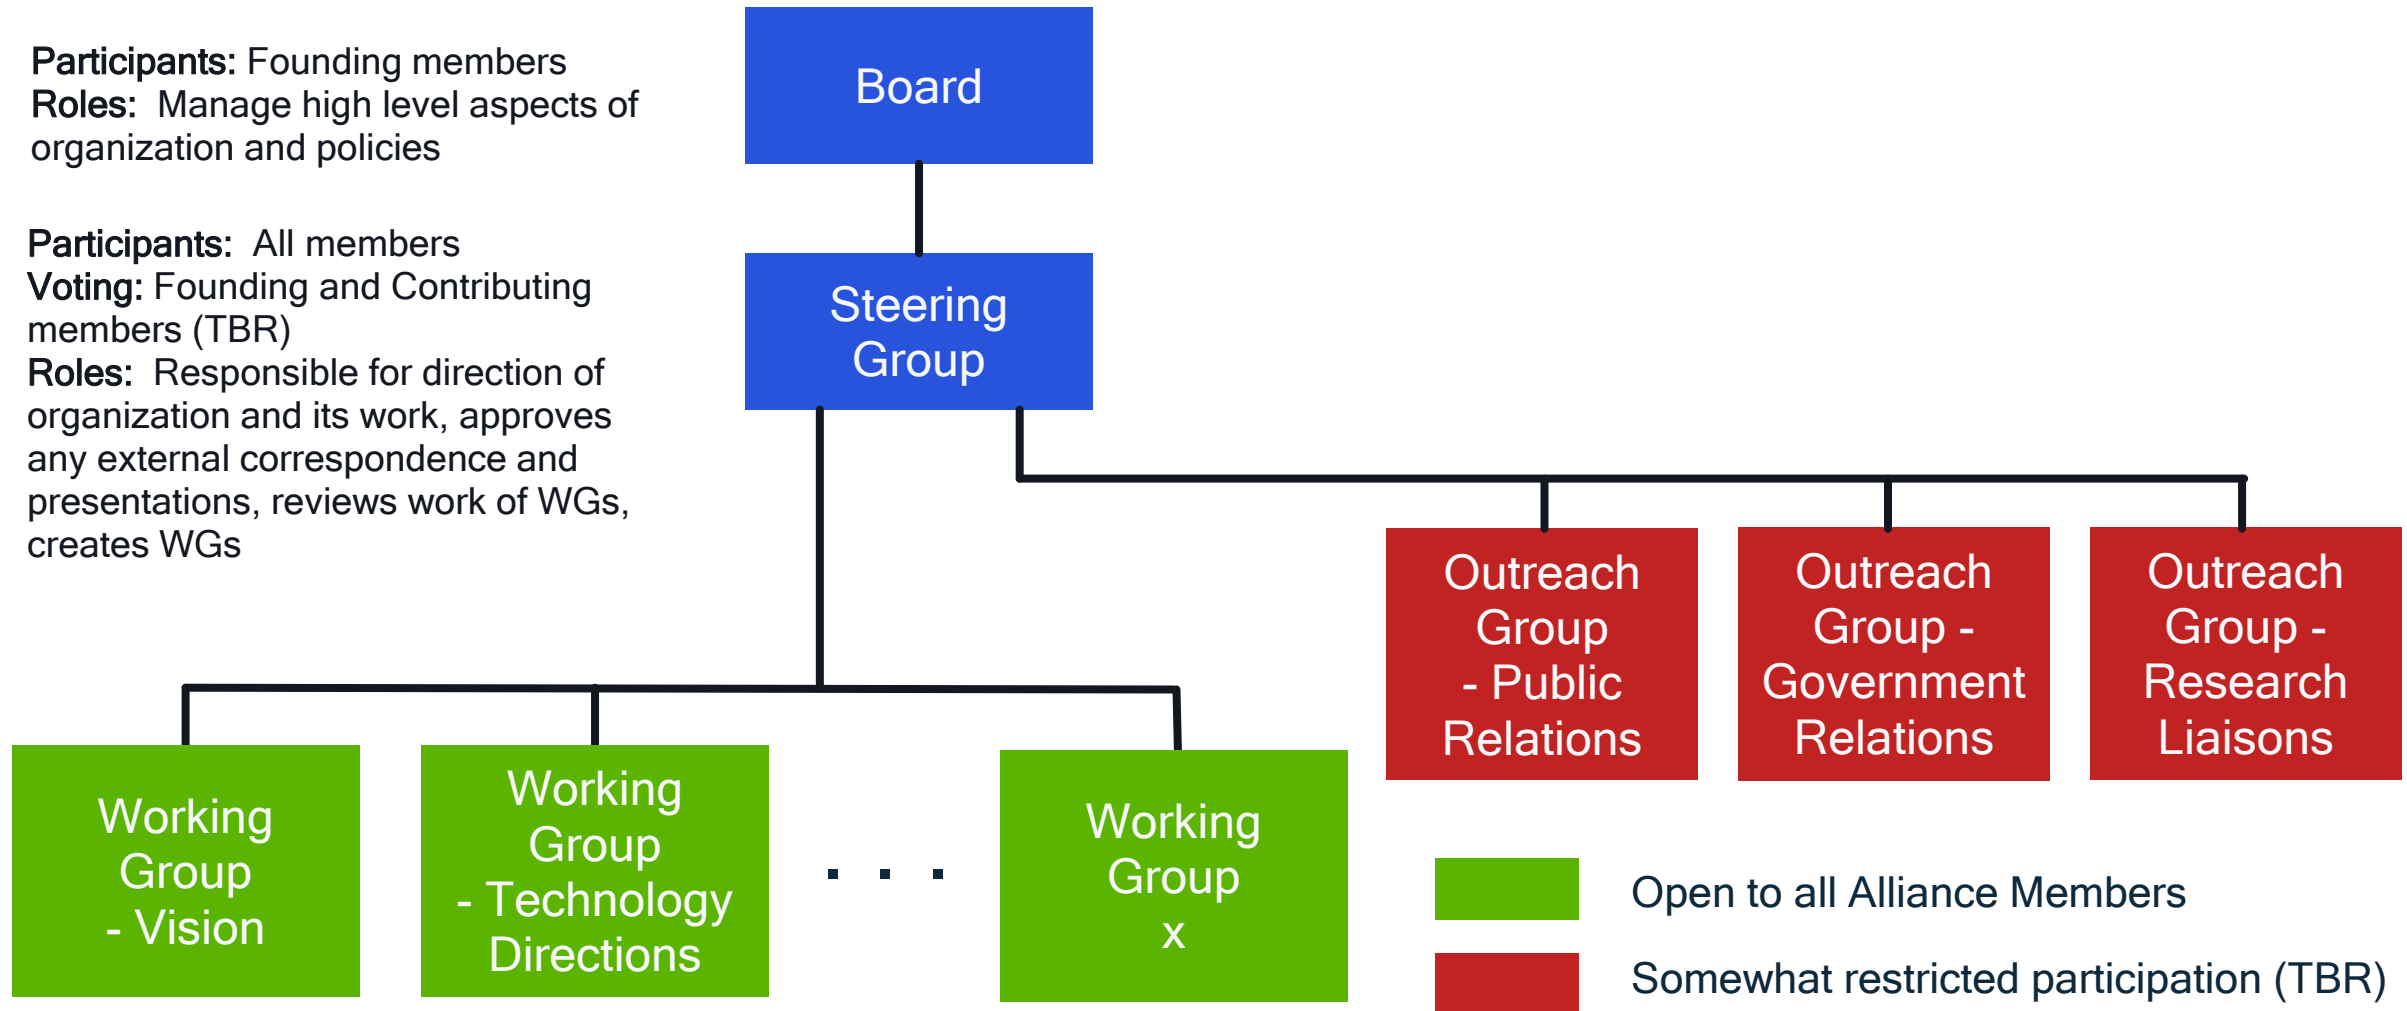 Participants: Founding members
Roles:  Manage high level aspects of
organization and policies
Board
Participants:  All members
Voting: Founding and Contributing
members (TBR)
Roles:  Responsible for direction of
organization and its work, approves
any external correspondence and
presentations, reviews work of WGs,
creates WGs
Steering
Group
Outreach
Group
- Public
Relations
Outreach
Group -
Government
Relations
Outreach
Group -
Research
Liaisons
Working
Group
- Vision
Working
Group
- Technology
Directions
. . .
Working
Group
x
Open to all Alliance Members
Somewhat restricted participation (TBR)